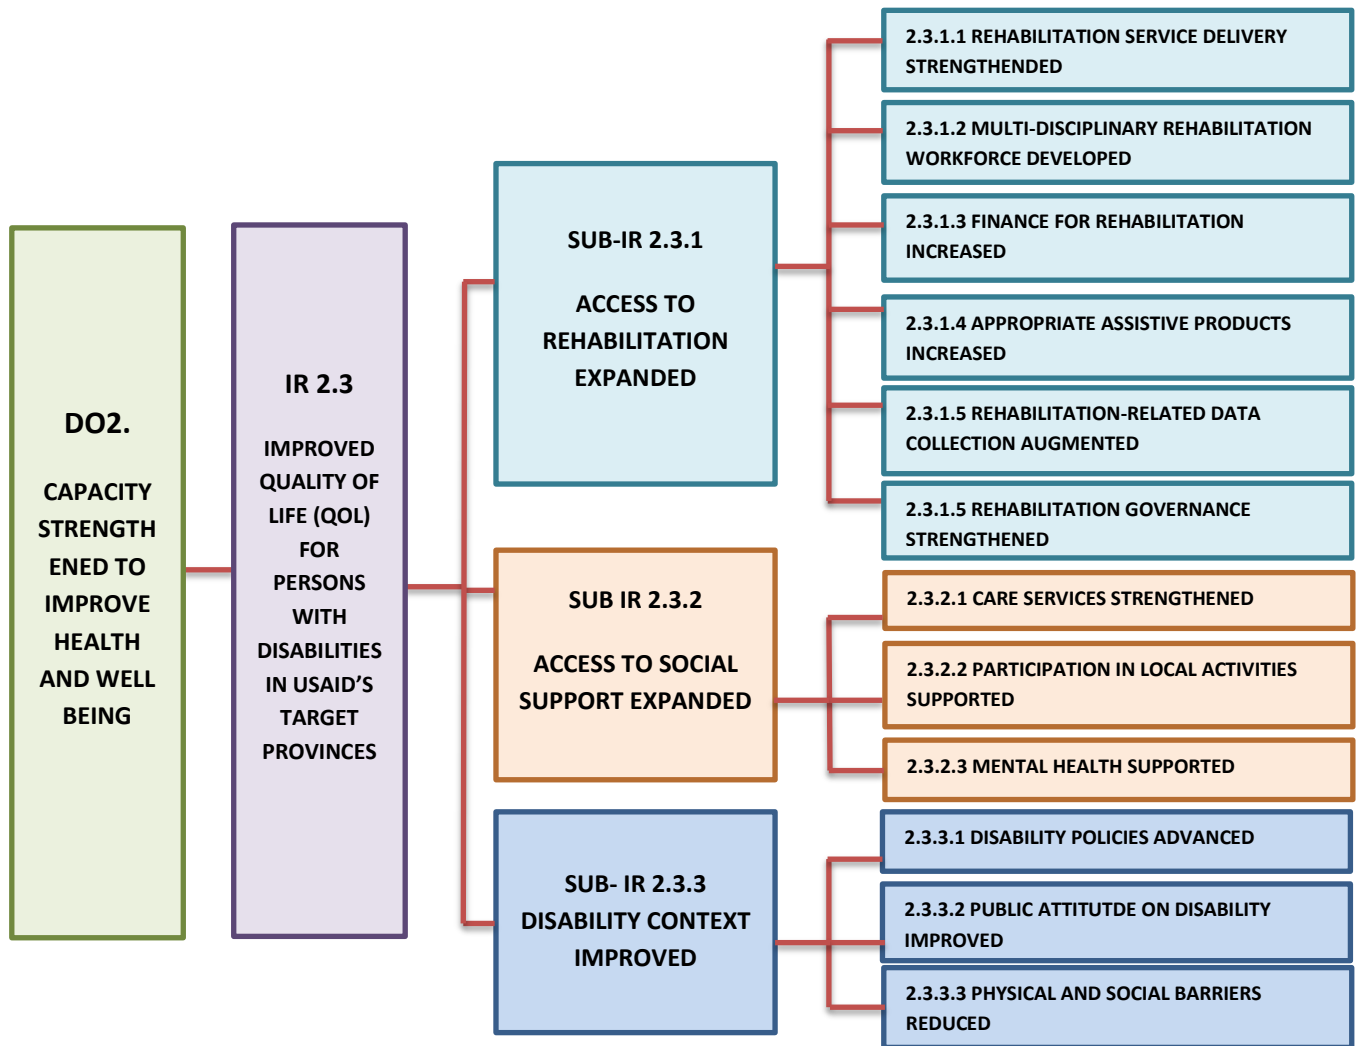 DO2.
CAPACITY
STRENGTH
ENED TO
IMPROVE
HEALTH
AND WELL
BEING
IR 2.3
IMPROVED
QUALITY OF
LIFE (QOL)
FOR
PERSONS
WITH
DISABILITIES
IN USAID’S
TARGET
PROVINCES
SUB-IR 2.3.1
ACCESS TO
REHABILITATION
EXPANDED
2.3.1.1 REHABILITATION SERVICE DELIVERY
STRENGTHENDED
2.3.1.2 MULTI-DISCIPLINARY REHABILITATION
WORKFORCE DEVELOPED
2.3.1.3 FINANCE FOR REHABILITATION
INCREASED
2.3.1.4 APPROPRIATE ASSISTIVE PRODUCTS
INCREASED
2.3.1.5 REHABILITATION-RELATED DATA
COLLECTION AUGMENTED
2.3.1.5 REHABILITATION GOVERNANCE
STRENGTHENED
SUB IR 2.3.2
ACCESS TO SOCIAL
SUPPORT EXPANDED
2.3.2.1 CARE SERVICES STRENGTHENED
2.3.2.2 PARTICIPATION IN LOCAL ACTIVITIES
SUPPORTED
2.3.2.3 MENTAL HEALTH SUPPORTED
SUB- IR 2.3.3
DISABILITY CONTEXT
IMPROVED
2.3.3.1 DISABILITY POLICIES ADVANCED
2.3.3.2 PUBLIC ATTITUTDE ON DISABILITY
IMPROVED
2.3.3.3 PHYSICAL AND SOCIAL BARRIERS
REDUCED